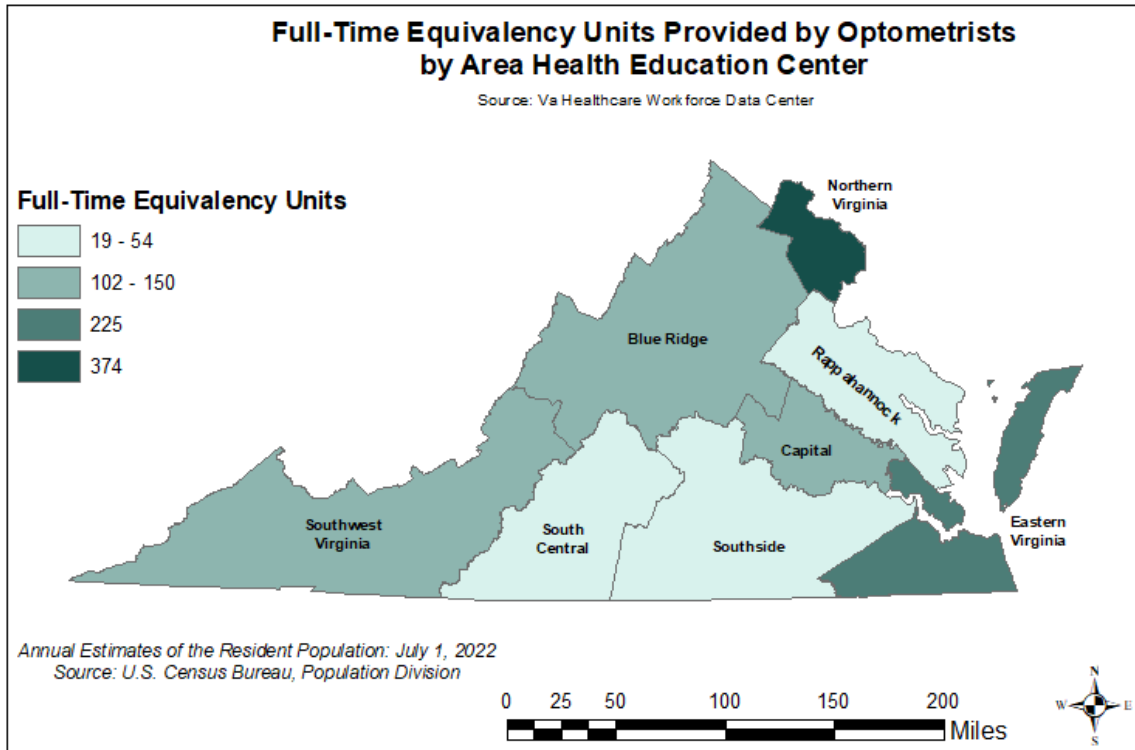 Full-Time Equivalency Units Provided by Optometrists
by Area Health Education Center
Source: Va Healthcare Workforce Data Center
Full-Time Equivalency Units
19 - 54
102 - 150
225
374
Northern
Virginia
Blue Ridge
Rappahannock
Capital
Southwest
Virginia
South
Central
Southside
Eastern
Virginia
Annual Estimates of the Resident Population: July 1, 2022
Source: U.S. Census Bureau, Population Division
0 25 50 100 150 200
Miles
N
W E
S